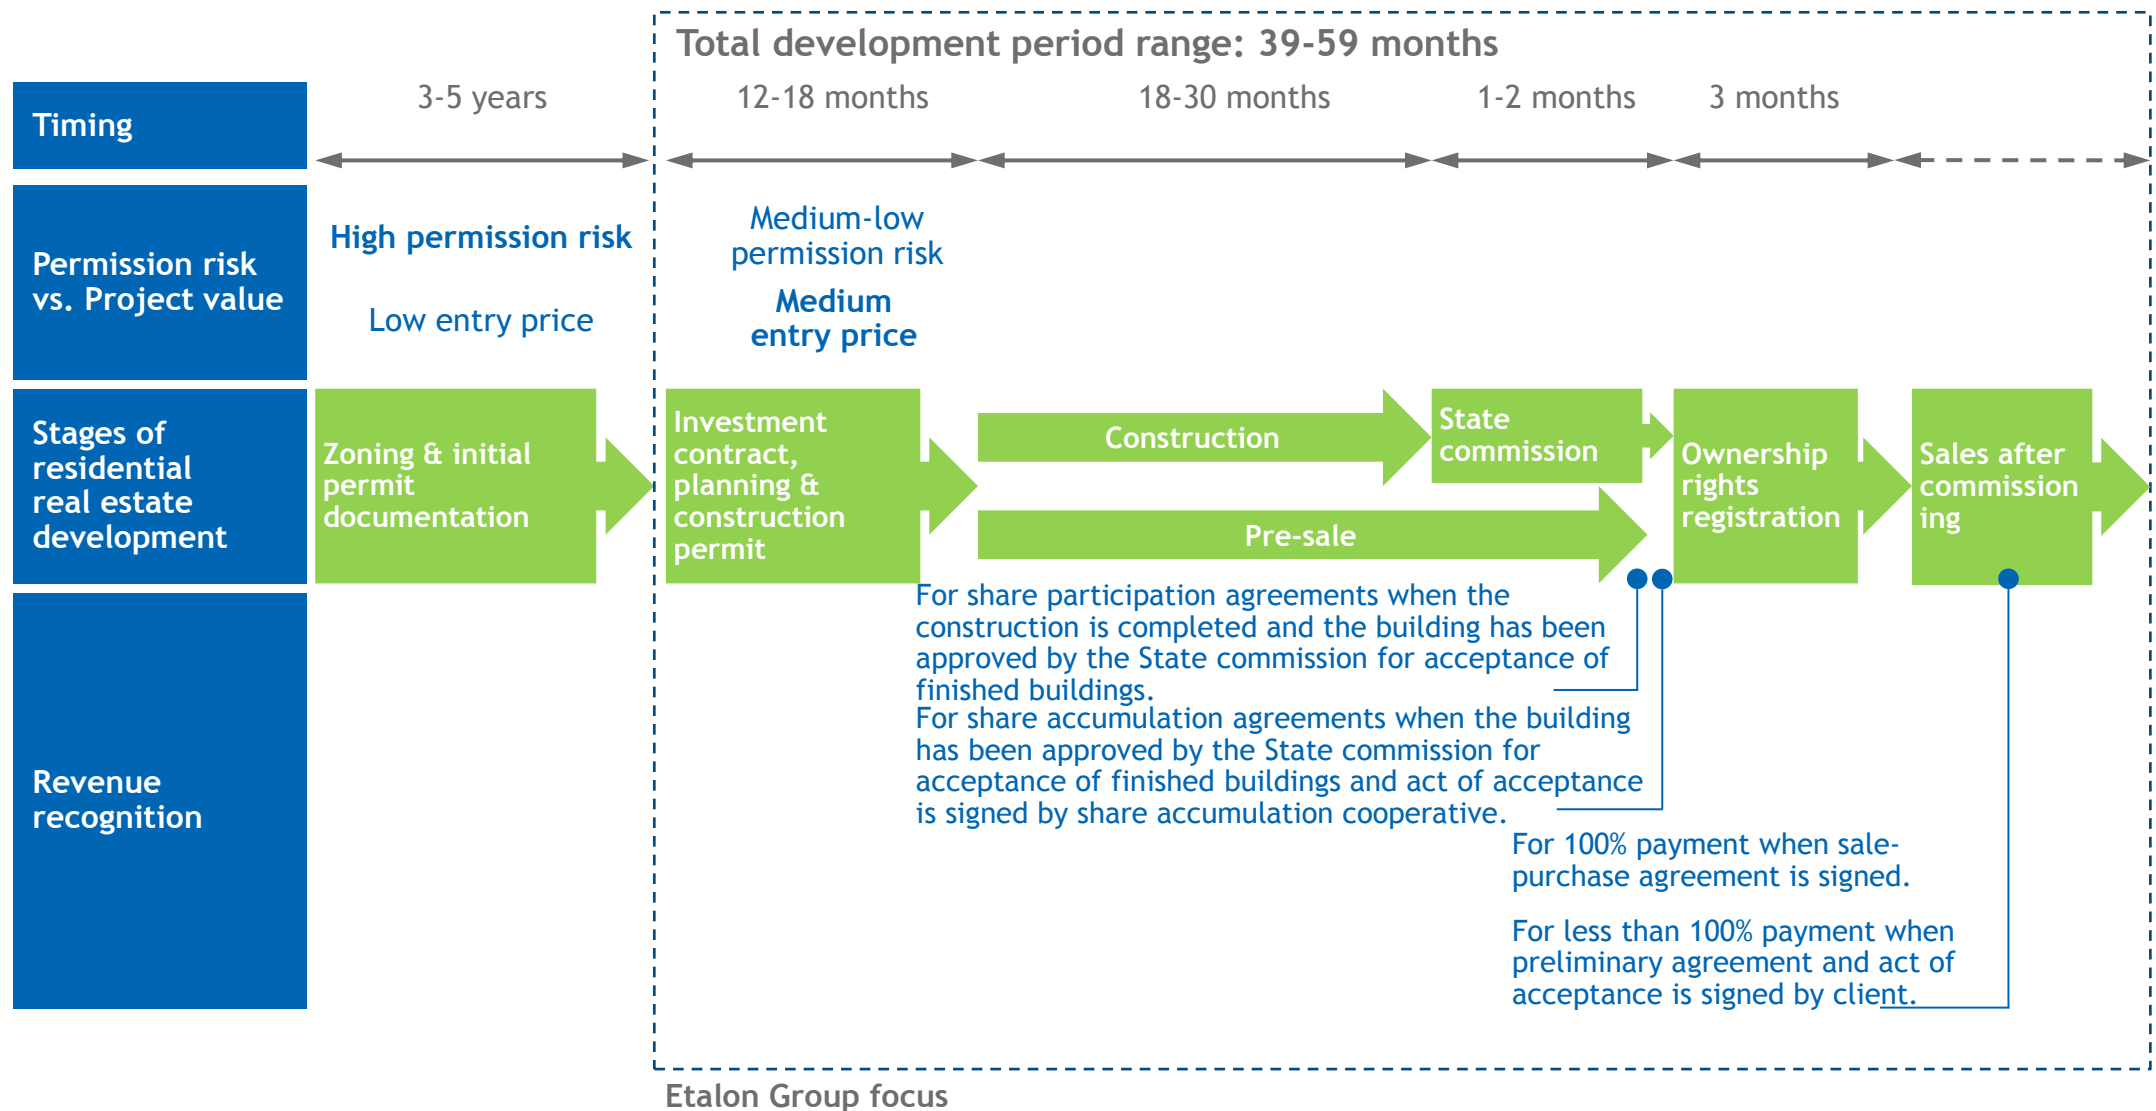 Total development period range: 39-59 months
Timing
3-5 years
12-18 months
18-30 months
1-2 months
3 months
Permission risk
vs. Project value
High permission risk
Low entry price
Medium-low
permission risk
Medium
entry price
Stages of
residential
real estate
development
Zoning & initial
permit
documentation
Investment
contract,
planning &
construction
permit
Construction
Pre-sale
State
commission
Ownership
rights
registration
Sales after
commission
ing
Revenue
recognition
For share participation agreements when the
construction is completed and the building has been
approved by the State commission for acceptance of
finished buildings.
For share accumulation agreements when the building
has been approved by the State commission for
acceptance of finished buildings and act of acceptance
is signed by share accumulation cooperative.
For 100% payment when sale-
purchase agreement is signed.
For less than 100% payment when
preliminary agreement and act of
acceptance is signed by client.
Etalon Group focus